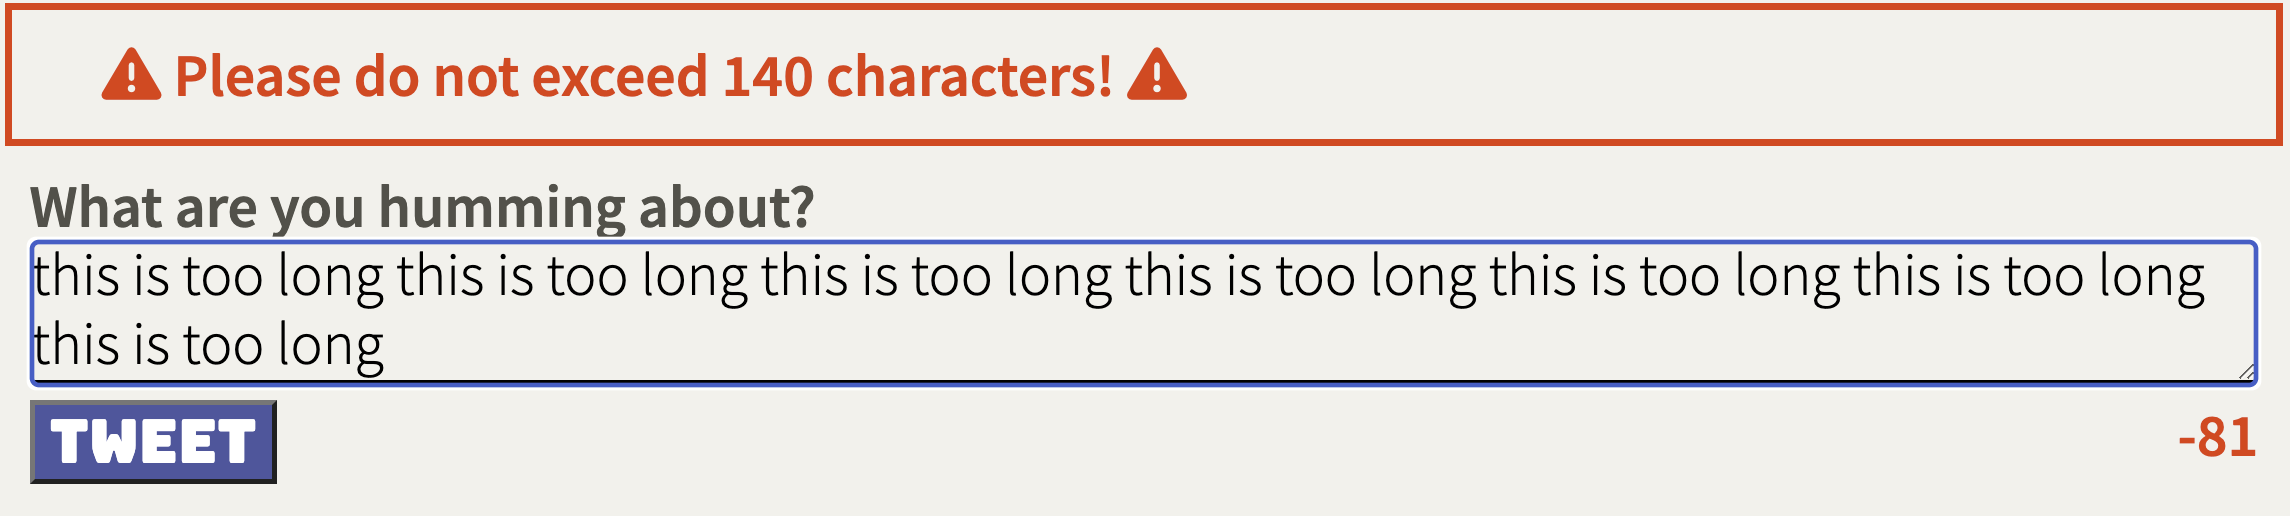 Please do not exceed 140 characters!
What are you humming about?
this is too long this is too long this is too long this is too long this is too long this is too long
this is too long
TWEET
-81